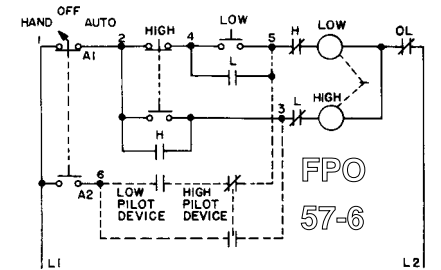 OFF
HAND AUTO
HIGH
LOW
1 A1 2 4 5 H LOW OL
L
3 L HIGH
H
6
A2
LOW PILOT DEVICE
HIGH PILOT DEVICE
FPO
57-6
L1 L2